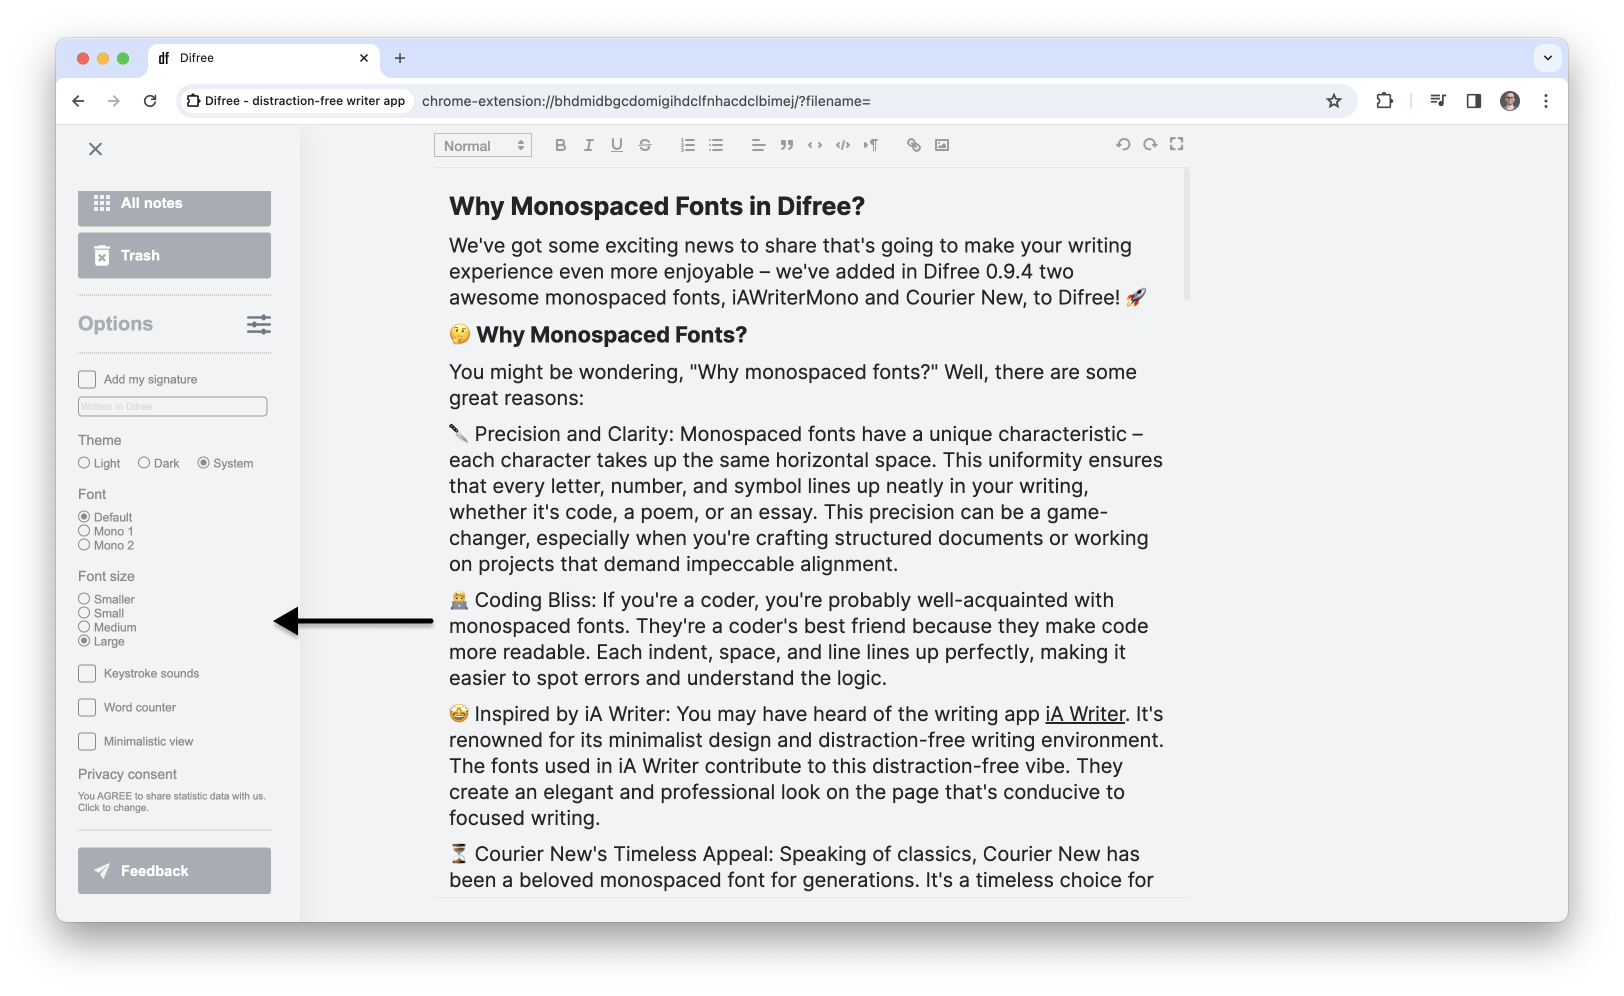 df Difree
Difree - distraction-free writer app chrome-extension://bhdmidbgcdomigihdclfnhacdclbimej/?filename=
All notes
Trash
Options
Add my signature
Written in Difree
Theme
Light Dark System
Font
Default
Mono 1
Mono 2
Font size
Smaller
Small
Medium
Large
Keystroke sounds
Word counter
Minimalistic view
Privacy consent
You AGREE to share statistic data with us.
Click to change.
Feedback
Normal B I U S
Why Monospaced Fonts in Difree?
We've got some exciting news to share that's going to make your writing
experience even more enjoyable – we've added in Difree 0.9.4 two
awesome monospaced fonts, iAWriterMono and Courier New, to Difree! 🚀
🤔 Why Monospaced Fonts?
You might be wondering, "Why monospaced fonts?" Well, there are some
great reasons:
🔪 Precision and Clarity: Monospaced fonts have a unique characteristic –
each character takes up the same horizontal space. This uniformity ensures
that every letter, number, and symbol lines up neatly in your writing,
whether it's code, a poem, or an essay. This precision can be a game-
changer, especially when you're crafting structured documents or working
on projects that demand impeccable alignment.
🧑‍💻 Coding Bliss: If you're a coder, you're probably well-acquainted with
monospaced fonts. They're a coder's best friend because they make code
more readable. Each indent, space, and line lines up perfectly, making it
easier to spot errors and understand the logic.
🤩 Inspired by iA Writer: You may have heard of the writing app iA Writer. It's
renowned for its minimalist design and distraction-free writing environment.
The fonts used in iA Writer contribute to this distraction-free vibe. They
create an elegant and professional look on the page that's conducive to
focused writing.
⏳ Courier New's Timeless Appeal: Speaking of classics, Courier New has
been a beloved monospaced font for generations. It's a timeless choice for